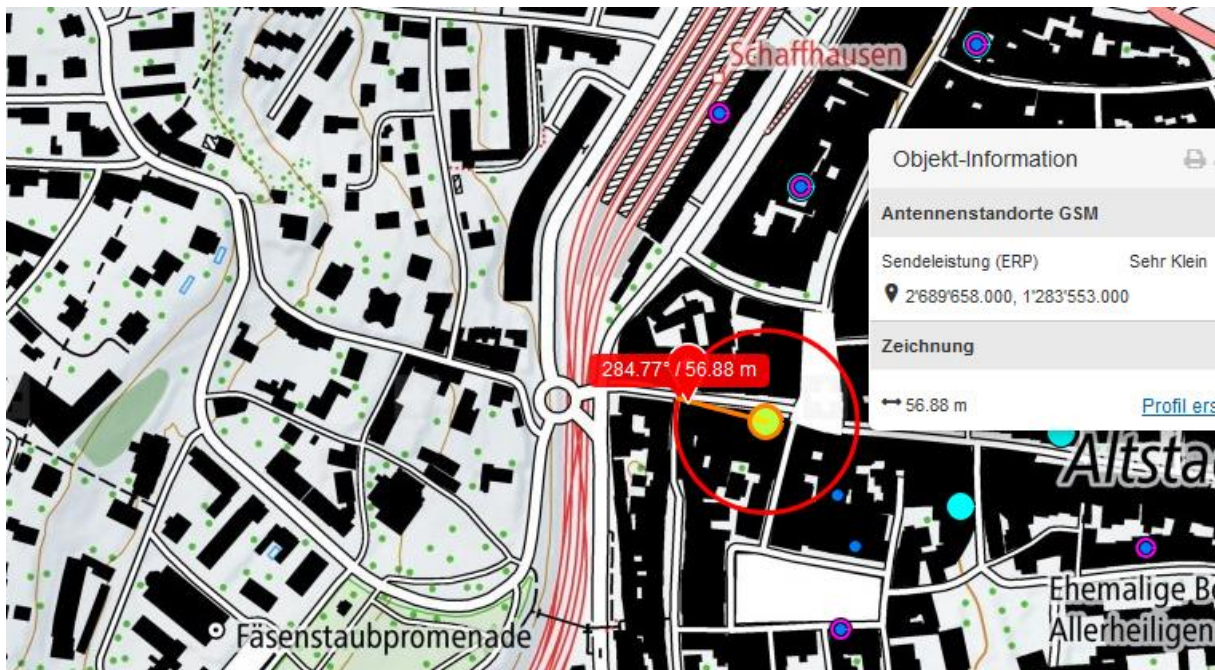 Schaffhausen
Objekt-Information
Antennenstandorte GSM
Sendeleistung (ERP) Sehr Klein
2'689'658.000, 1'283'553.000
Zeichnung
284.77° / 56.88 m
56.88 m Profil ers
Altsta
Ehemalige Be
Allerheiligen
Fäsenstaubpromenade